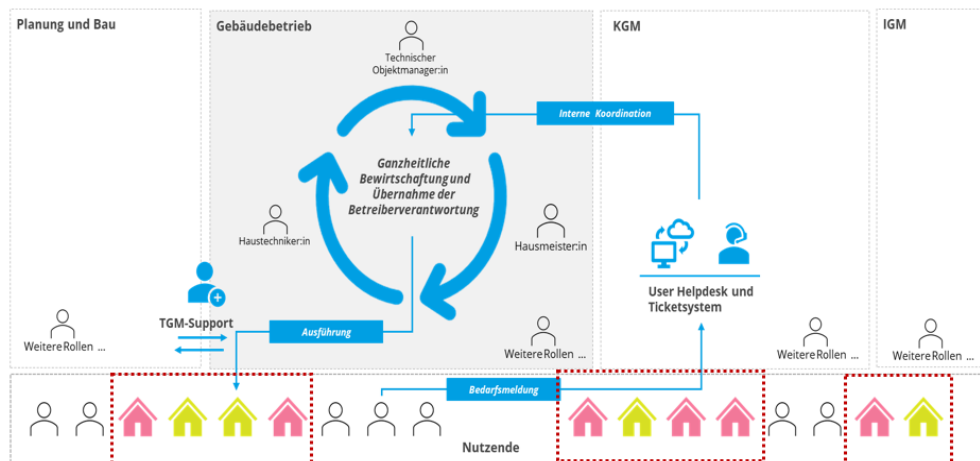 Planung und Bau
Gebäudebetrieb
KGM
IGM
Technischer
Objektmanager:in
Interne Koordination
Ganzheitliche
Bewirtschaftung und
Übernahme der
Betreiberverantwortung
Haustechniker:in
Hausmeister:in
User Helpdesk und
Ticketsystem
TGM-Support
Ausführung
Weitere Rollen ...
Weitere Rollen ...
Weitere Rollen ...
Weitere Rollen ...
Bedarfsmeldung
Nutzende